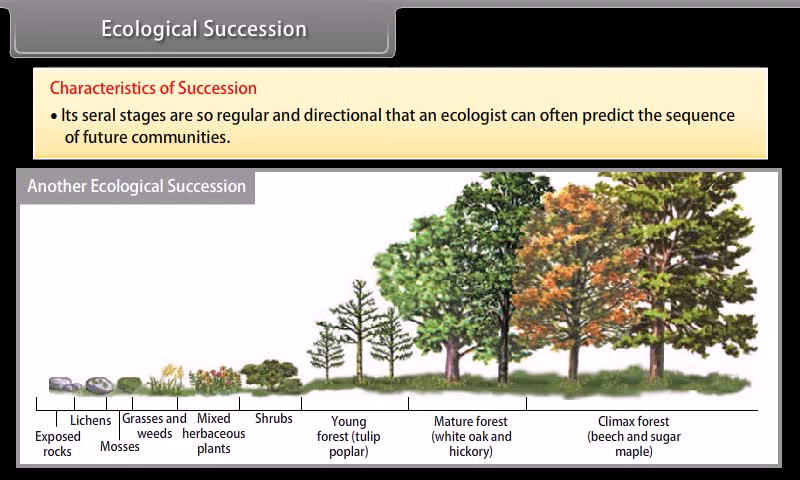 Ecological Succession
Characteristics of Succession
• Its seral stages are so regular and directional that an ecologist can often predict the sequence
of future communities.
Another Ecological Succession
Exposed
rocks
Lichens
Mosses
Grasses and
weeds
Mixed
herbaceous
plants
Shrubs
Young
forest (tulip
poplar)
Mature forest
(white oak and
hickory)
Climax forest
(beech and sugar
maple)